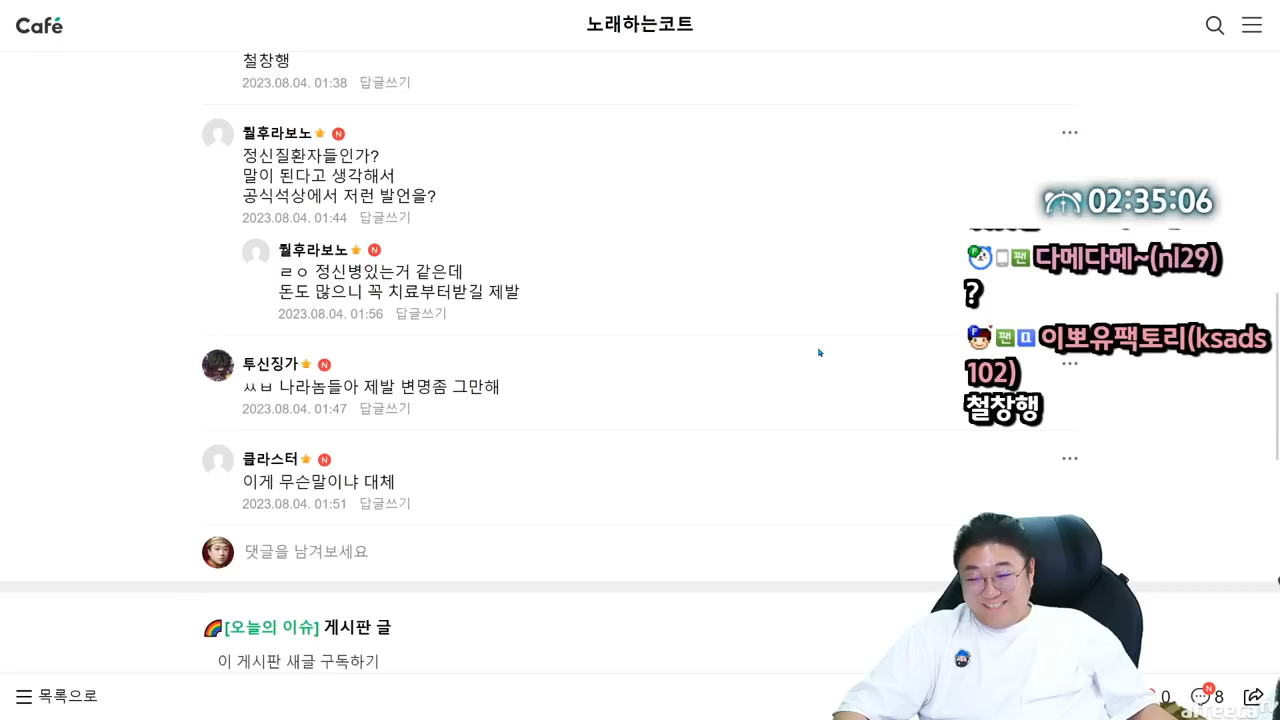 Café
노래하는코트
철창행
2023.08.04. 01:38 답글쓰기
훨후라보노 N
정신질환자들인가?
말이 된다고 생각해서
공식석상에서 저런 발언을?
2023.08.04. 01:44 답글쓰기
훨후라보노 N
ㄹㅇ 정신병있는거 같은데
돈도 많으니 꼭 치료부터받길 제발
2023.08.04. 01:56 답글쓰기
투신징가 N
ㅆㅂ 나라놈들아 제발 변명좀 그만해
2023.08.04. 01:47 답글쓰기
클라스터 N
이게 무슨말이냐 대체
2023.08.04. 01:51 답글쓰기
댓글을 남겨보세요
[오늘의 이슈] 게시판 글
이 게시판 새글 구독하기
목록으로
0
N
8
02:35:06
F 팬 다메다메~(nl29)
?
F 팬 이뽀유팩토리(ksads
102)
철창행
afreeca